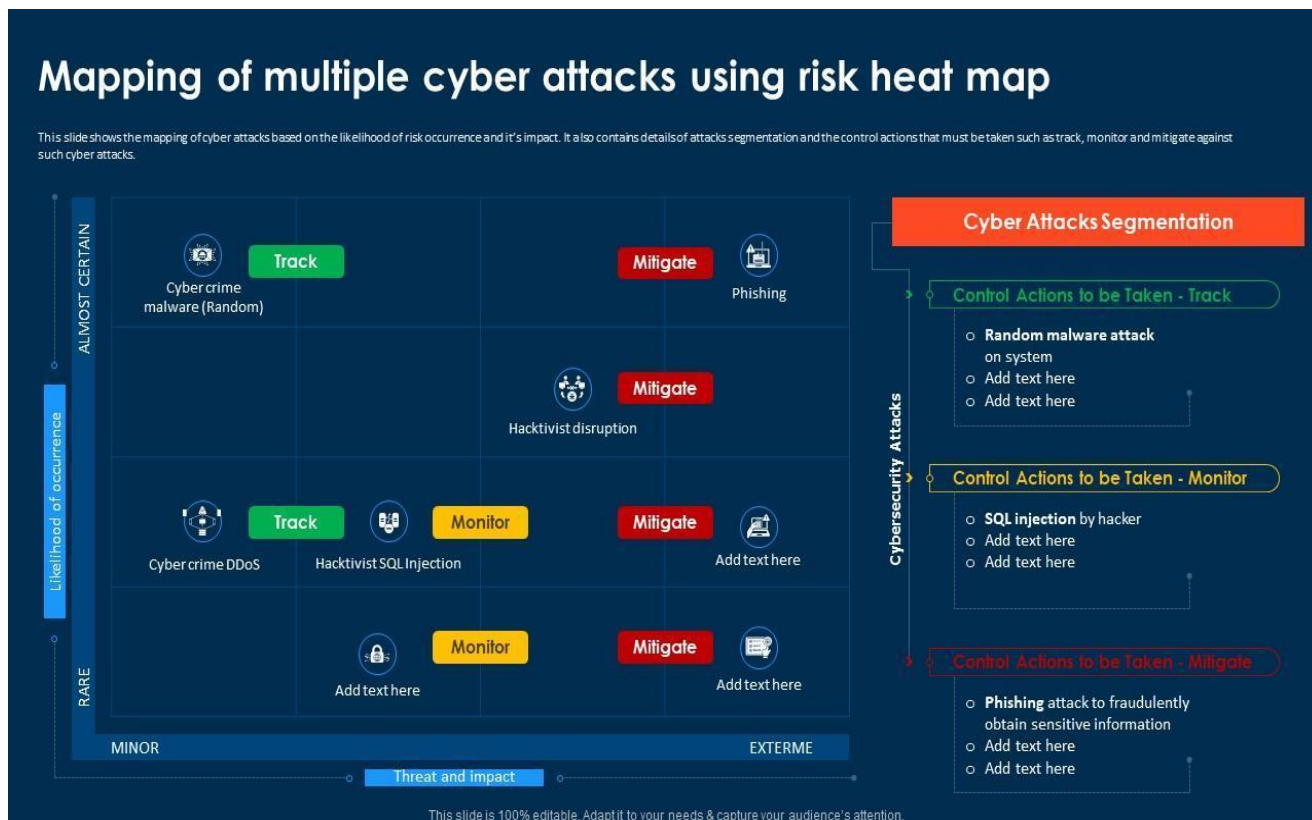 Mapping of multiple cyber attacks using risk heat map
This slide shows the mapping of cyber attacks based on the likelihood of risk occurrence and it's impact. It also contains details of attacks segmentation and the control actions that must be taken such as track, monitor and mitigate against
such cyber attacks.
Likelihood of occurrence
ALMOST CERTAIN
RARE
Cyber crime
malware (Random)
Track
Mitigate
Phishing
Hacktivist disruption
Mitigate
Cyber crime DDoS
Track
Hacktivist SQL Injection
Monitor
Mitigate
Add text here
Add text here
Monitor
Mitigate
Add text here
MINOR
EXTERME
Threat and impact
Cyber Attacks Segmentation
Cybersecurity Attacks
Control Actions to be Taken - Track
Random malware attack
on system
Add text here
Add text here
Control Actions to be Taken - Monitor
SQL injection by hacker
Add text here
Add text here
Control Actions to be Taken - Mitigate
Phishing attack to fraudulently
obtain sensitive information
Add text here
Add text here
This slide is 100% editable. Adapt it to your needs & capture your audience's attention.